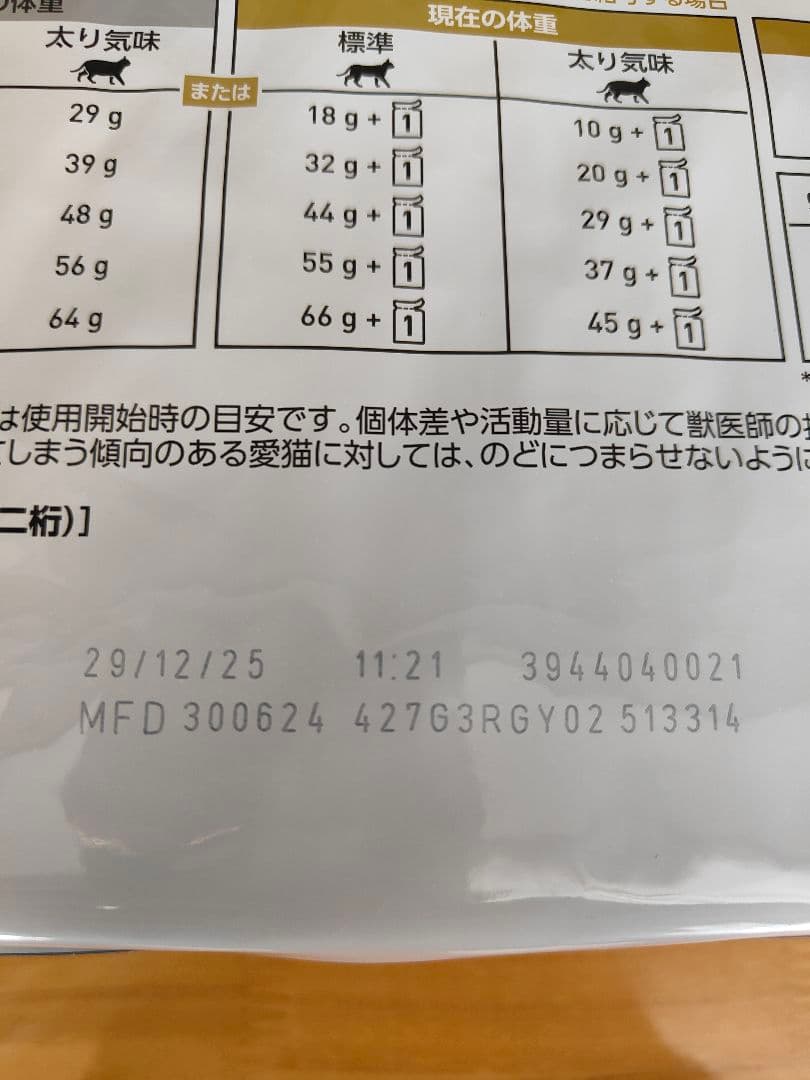 の体重
現在の体重
太り気味
標準
太り気味
または
29 g
18 g + 1
10 g + 1
39 g
32 g + 1
20 g + 1
48 g
44 g + 1
29 g + 1
56 g
55 g + 1
37 g + 1
64 g
66 g + 1
45 g + 1
*
は使用開始時の目安です。個体差や活動量に応じて獣医師の
てしまう傾向のある愛猫に対しては、のどにつまらせないように
二桁)]
29/12/25 11:21 3944040021
MFD 300624 427G3RGY02 513314